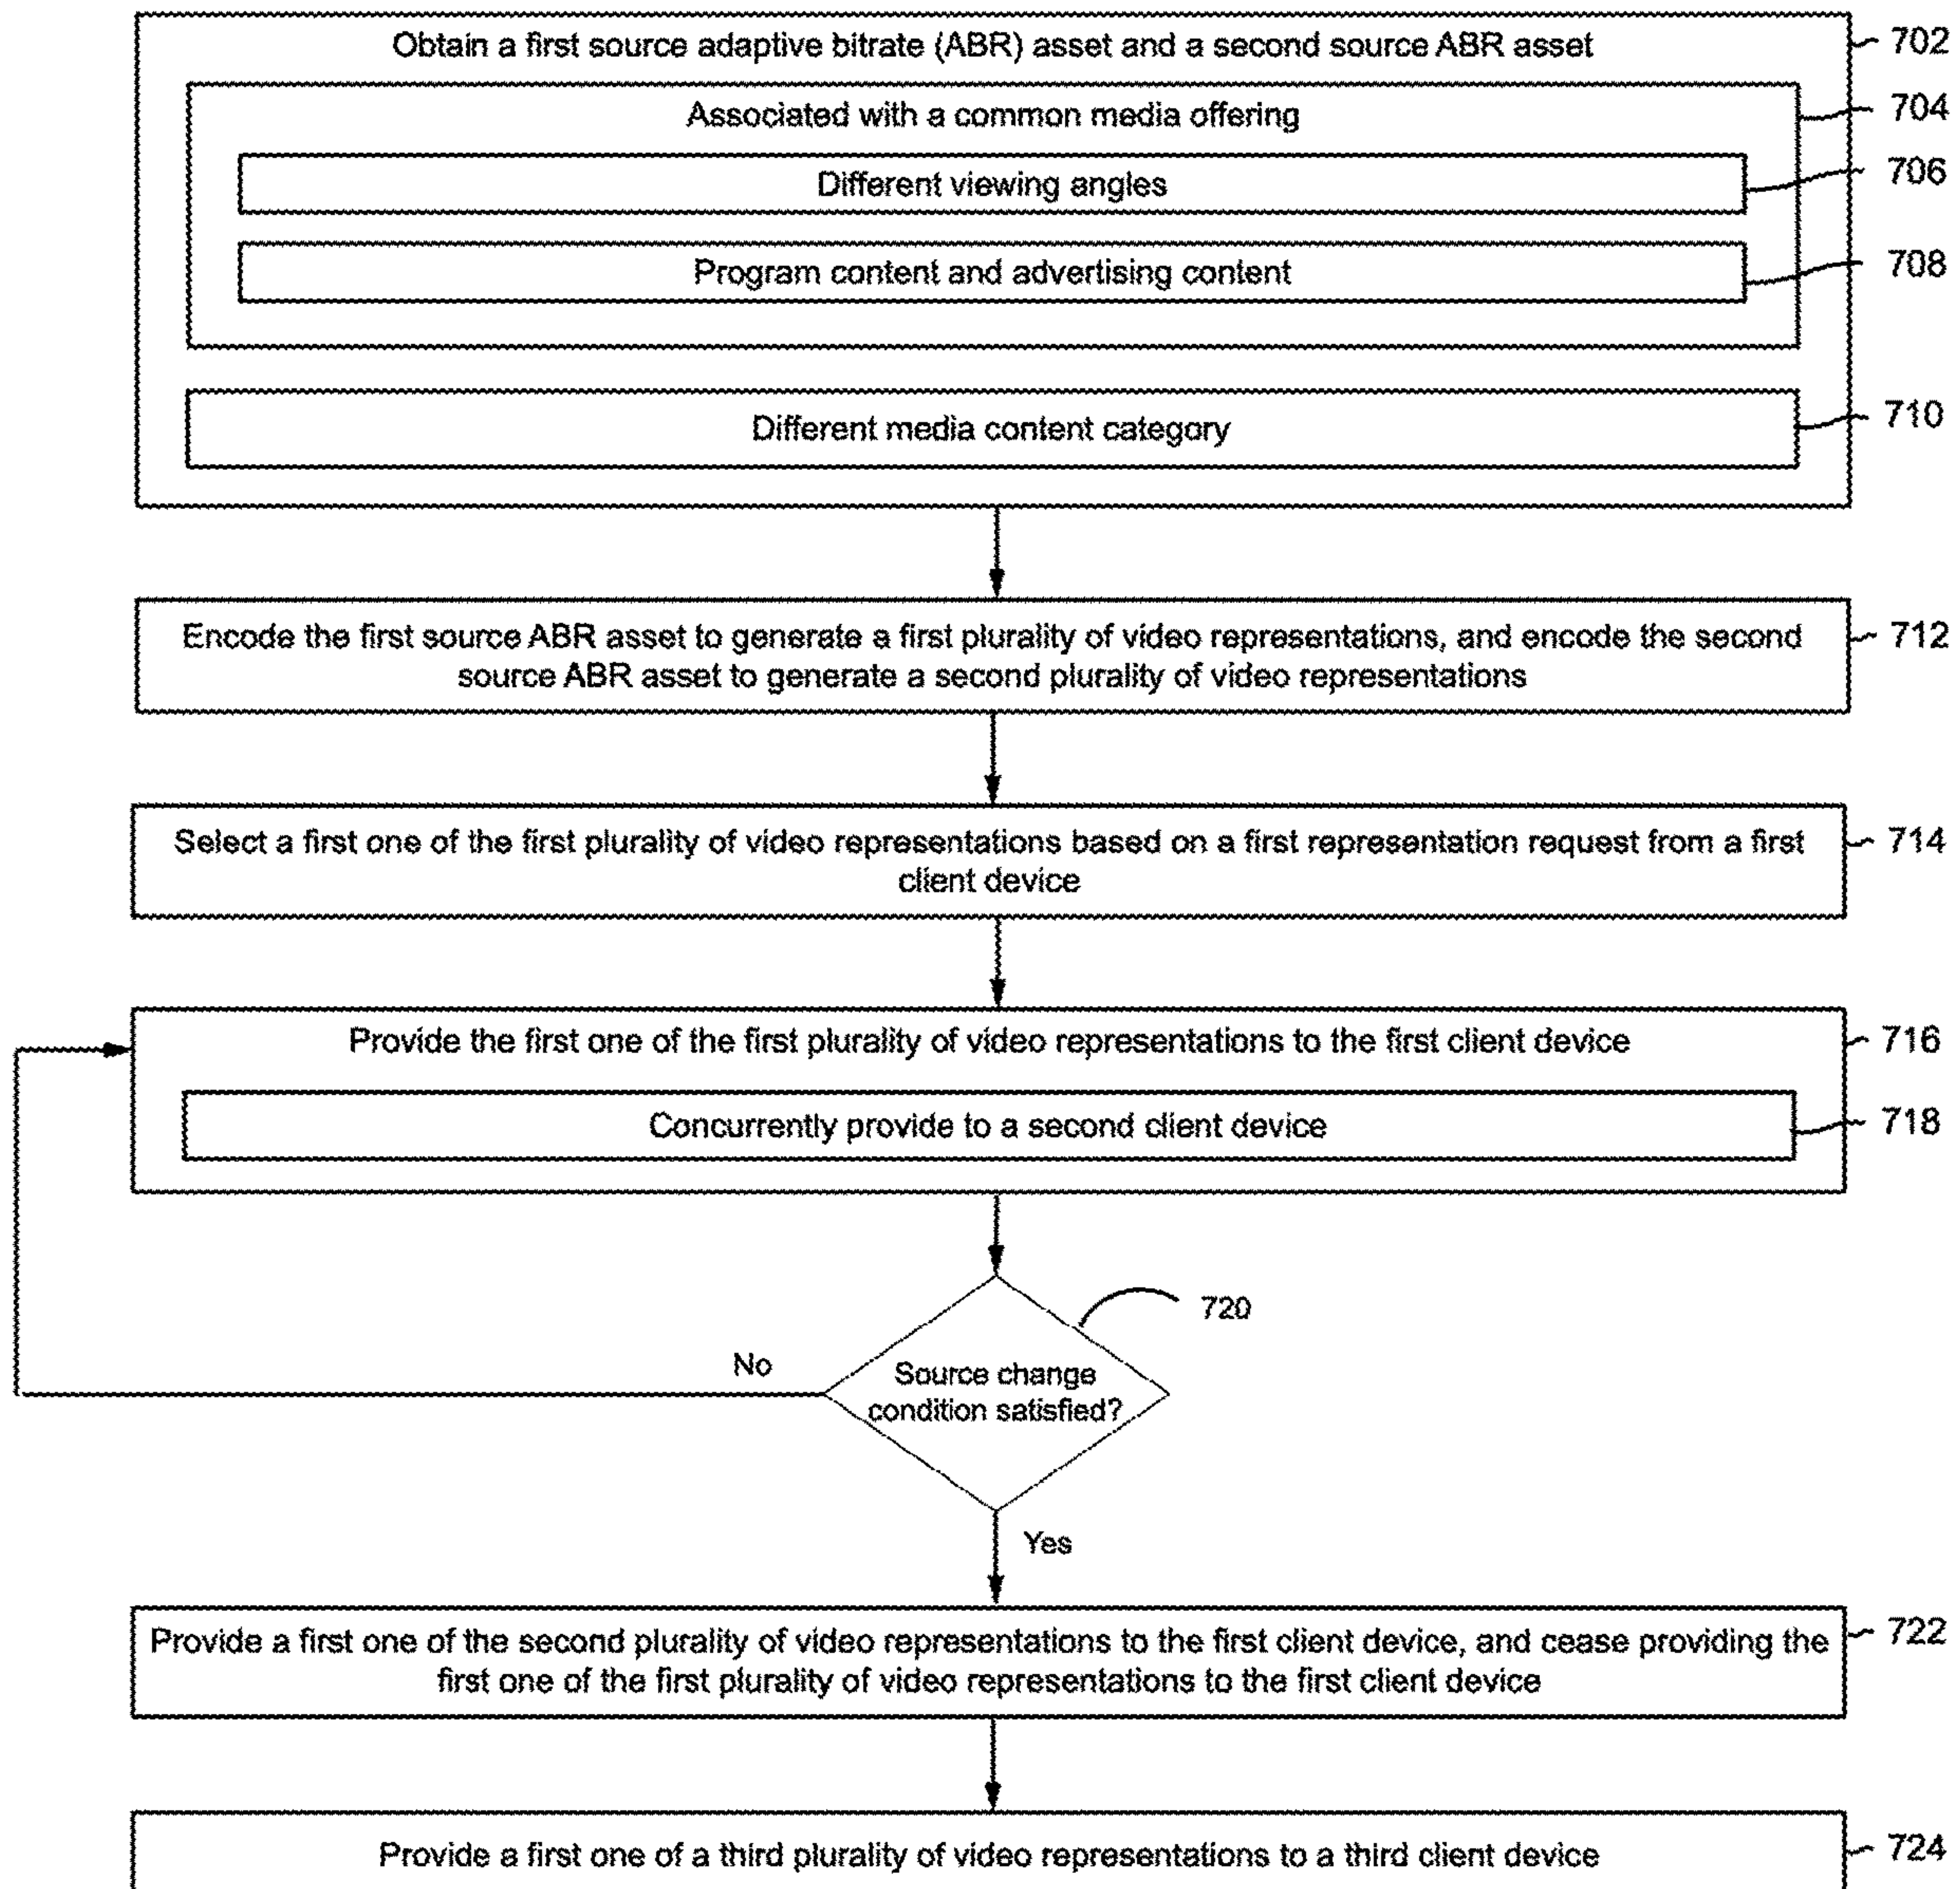 Obtain a first source adaptive bitrate (ABR) asset and a second source ABR asset
702
Associated with a common media offering
704
Different viewing angles
706
Program content and advertising content
708
Different media content category
710
Encode the first source ABR asset to generate a first plurality of video representations, and encode the second
source ABR asset to generate a second plurality of video representations
712
Select a first one of the first plurality of video representations based on a first representation request from a first
client device
714
Provide the first one of the first plurality of video representations to the first client device
716
Concurrently provide to a second client device
718
720
No
Source change
condition satisfied?
Yes
Provide a first one of the second plurality of video representations to the first client device, and cease providing the
first one of the first plurality of video representations to the first client device
722
Provide a first one of a third plurality of video representations to a third client device
724